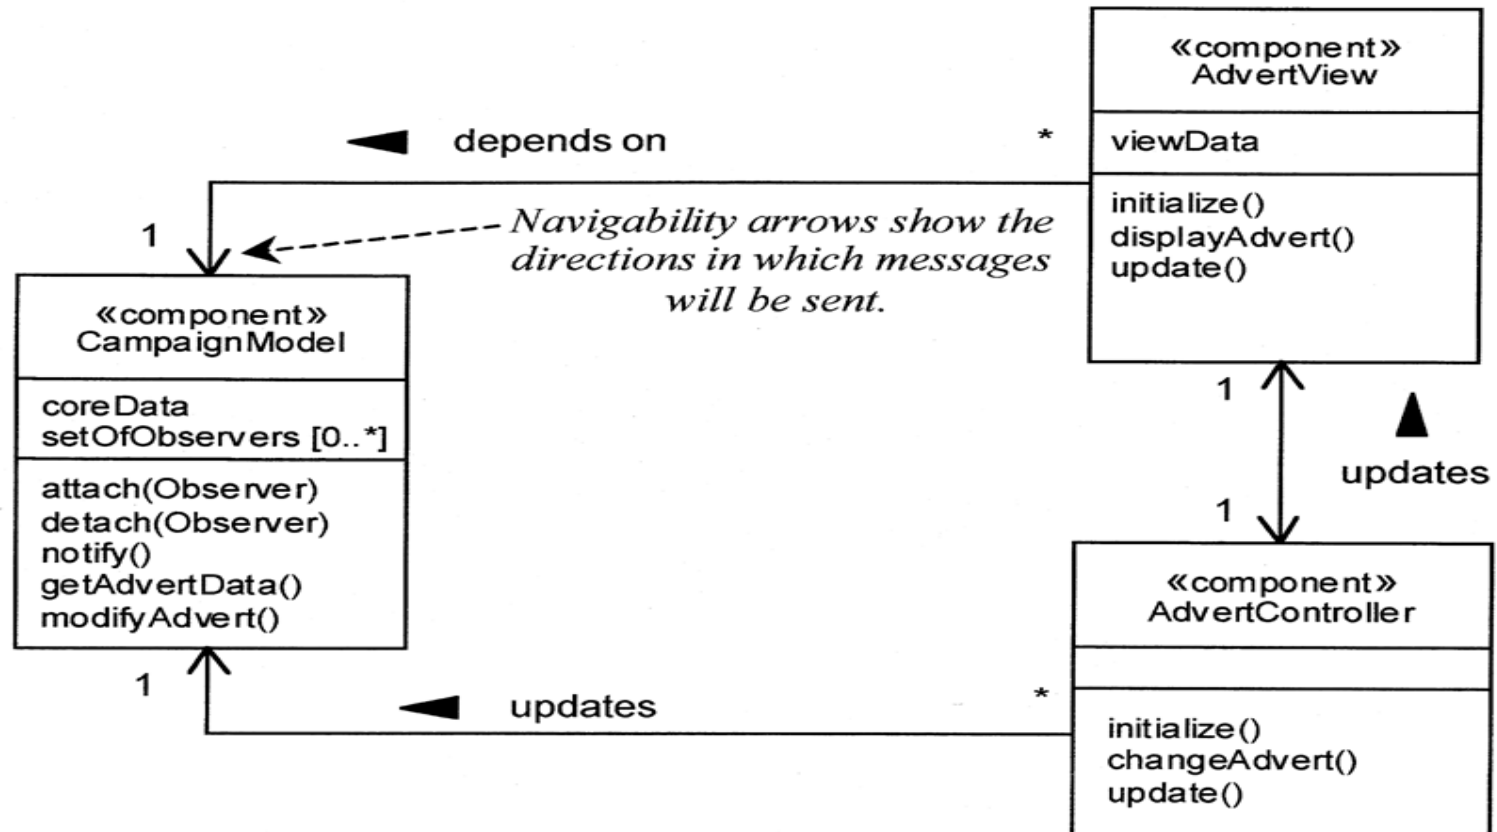 «component»
AdvertView
viewData
initialize()
displayAdvert()
update()
depends on
*
1
Navigability arrows show the
directions in which messages
will be sent.
«component»
CampaignModel
coreData
setOfObservers [0..*]
attach(Observer)
detach(Observer)
notify()
getAdvertData()
modifyAdvert()
1
updates
1
«component»
AdvertController
initialize()
changeAdvert()
update()
1
updates
*